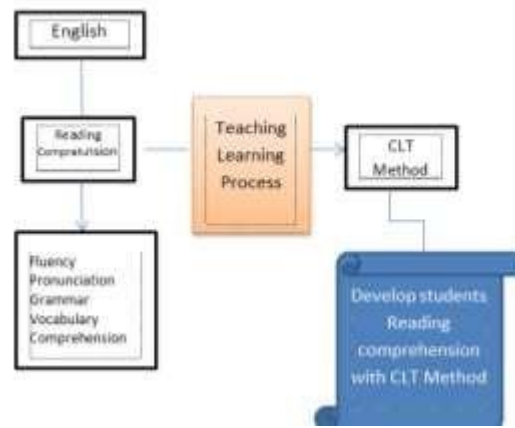 English
Reading
Comprehension
Teaching
Learning
Process
CLT
Method
Fluency
Pronunciation
Grammar
Vocabulary
Comprehension
Develop students
Reading
comprehension
with CLT Method